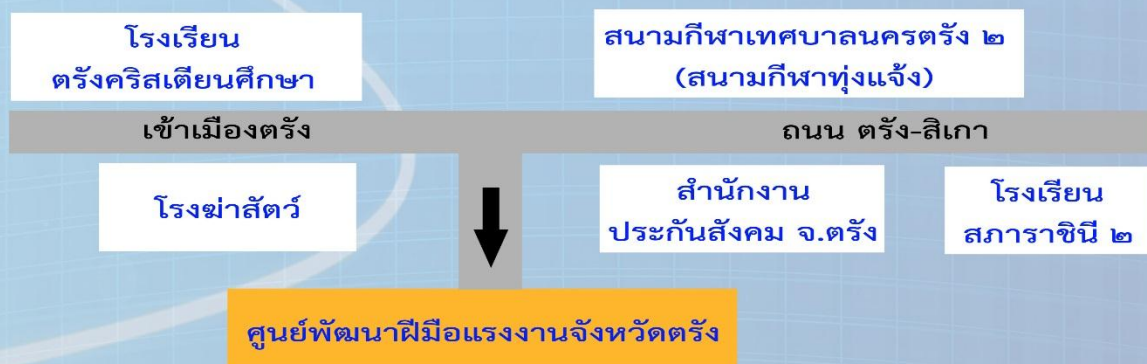 โรงเรียน
ตรังคริสเตียนศึกษา
สนามกีฬาเทศบาลนครตรัง ๒
(สนามกีฬาทุ่งแจ้ง)
เข้าเมืองตรัง
ถนน ตรัง-สิเกา
โรงฆ่าสัตว์
สำนักงาน
ประกันสังคม จ.ตรัง
โรงเรียน
สภาราชินี ๒
ศูนย์พัฒนาฝีมือแรงงานจังหวัดตรัง